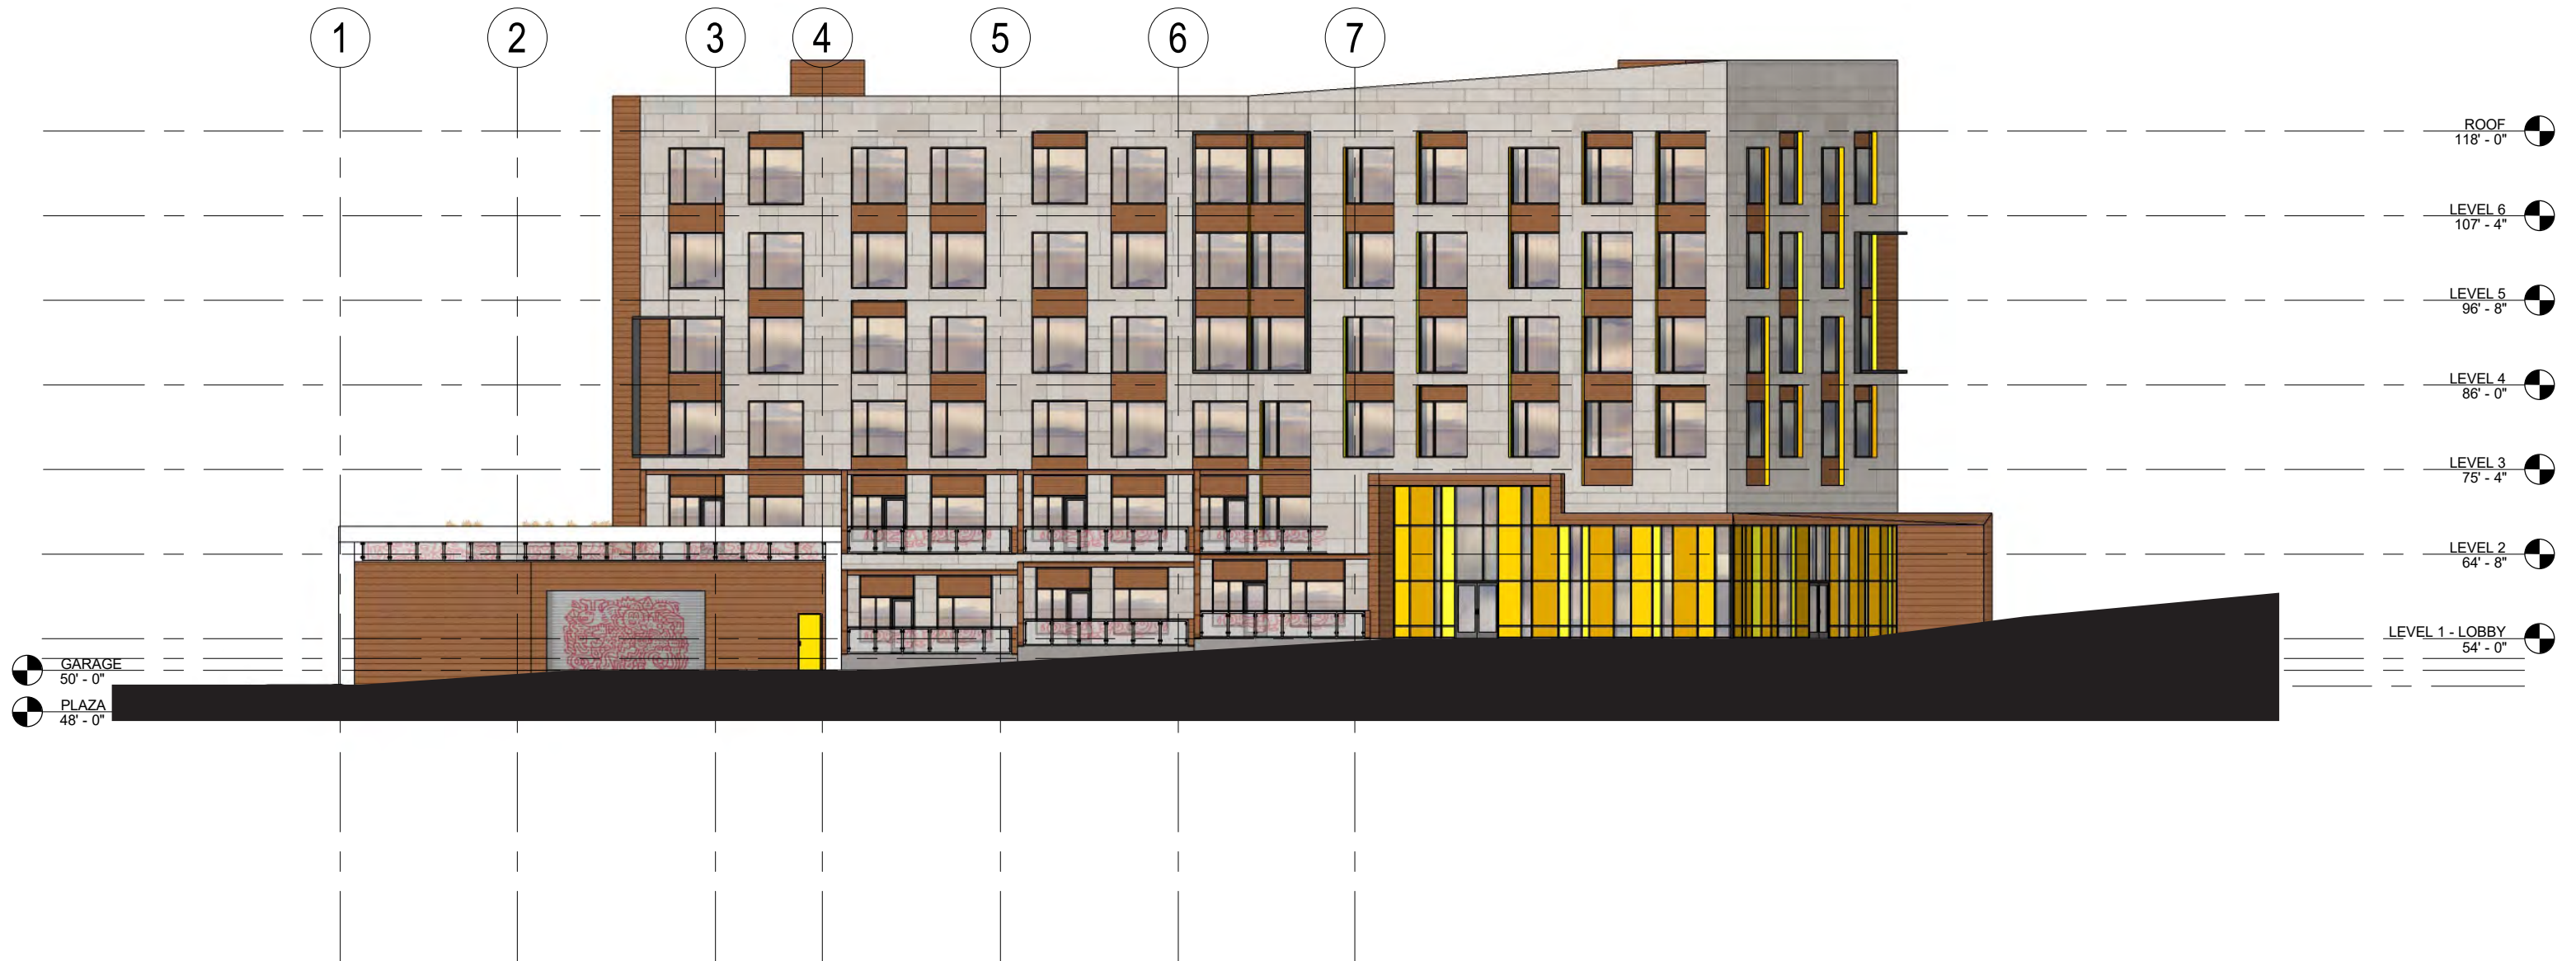 1
2
3
4
5
6
7
ROOF
118' - 0"
LEVEL 6
107' - 4"
LEVEL 5
96' - 8"
LEVEL 4
86' - 0"
LEVEL 3
75' - 4"
LEVEL 2
64' - 8"
LEVEL 1 - LOBBY
54' - 0"
GARAGE
50' - 0"
PLAZA
48' - 0"